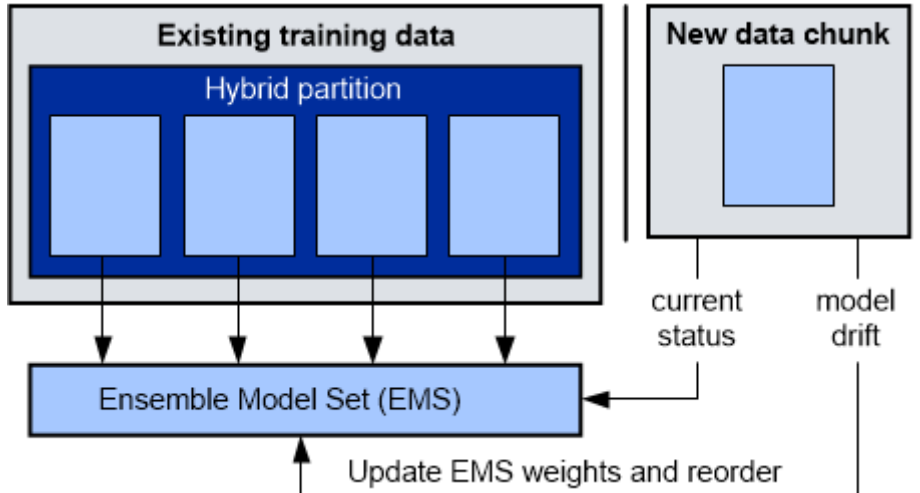 Existing training data
Hybrid partition
New data chunk
current
status
model
drift
Ensemble Model Set (EMS)
Update EMS weights and reorder